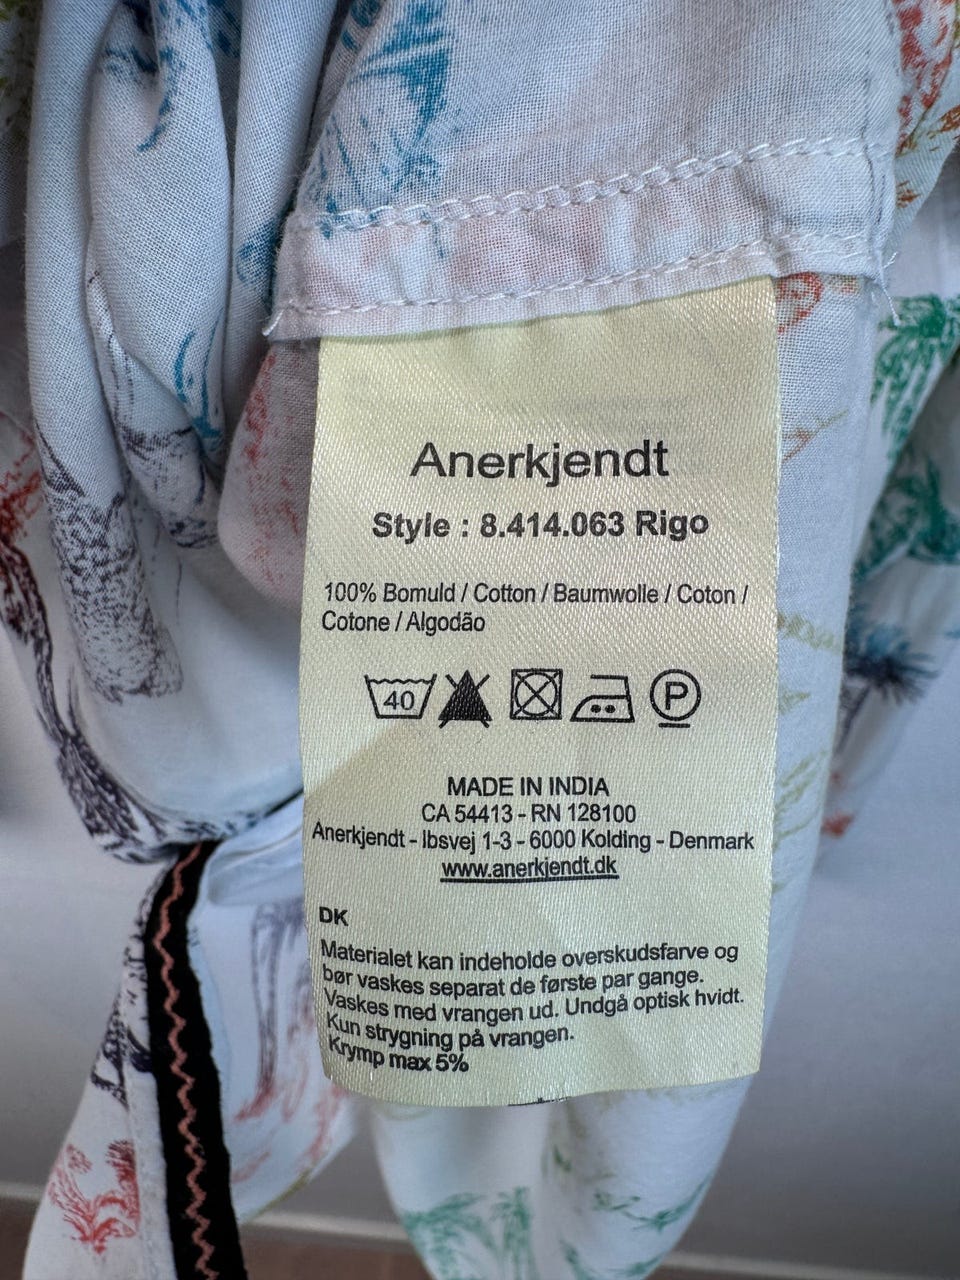 Anerkjendt
Style : 8.414.063 Rigo
100% Bomuld / Cotton / Baumwolle / Coton /
Cotone / Algodão
40 P
MADE IN INDIA
CA 54413 - RN 128100
Anerkjendt - Ibsvej 1-3 - 6000 Kolding - Denmark
www.anerkjendt.dk
DK
Materialet kan indeholde overskudsfarve og
bør vaskes separat de første par gange.
Vaskes med vrangen ud. Undgå optisk hvidt.
Kun strygning på vrangen.
Krymp max 5%